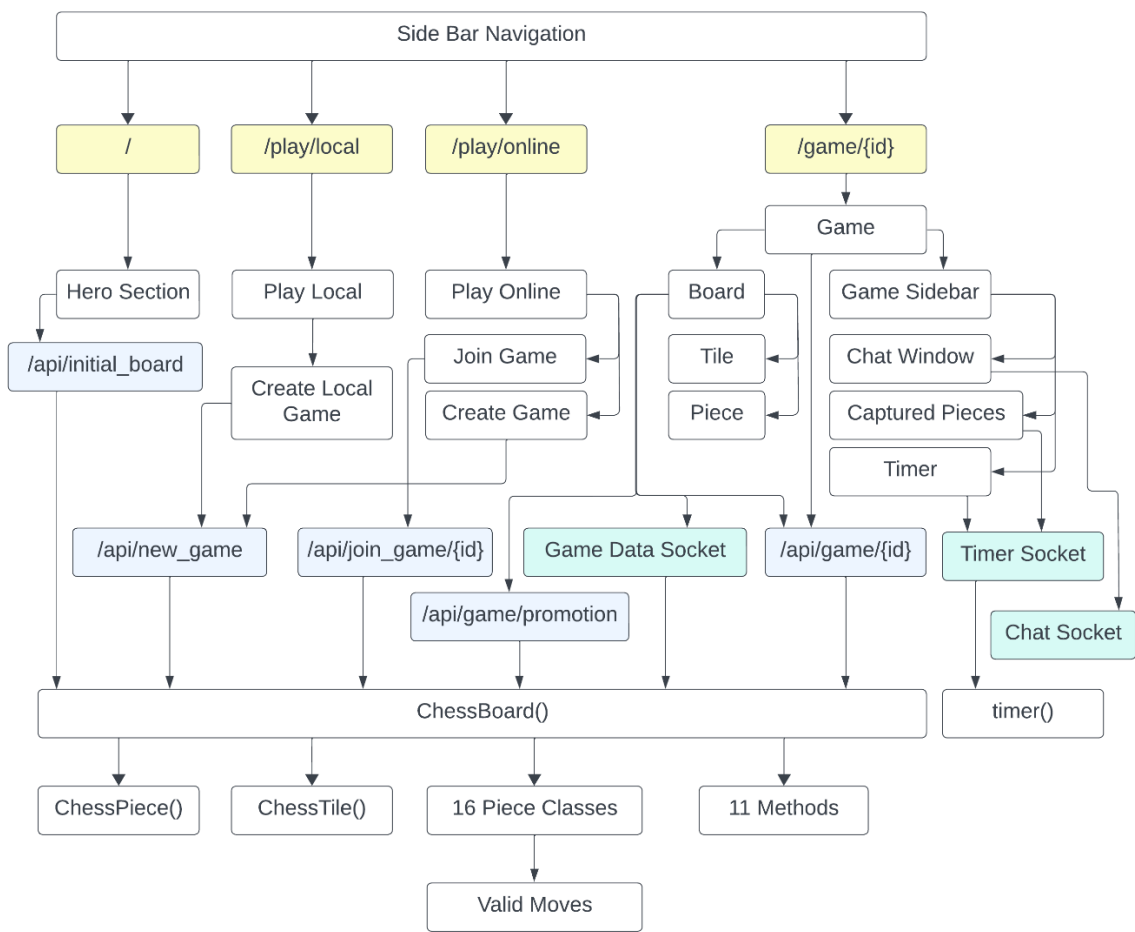 Side Bar Navigation
/
/play/local
/play/online
/game/{id}
Game
Hero Section
Play Local
Play Online
Board
Game Sidebar
/api/initial_board
Join Game
Tile
Chat Window
Create Local
Game
Create Game
Piece
Captured Pieces
Timer
/api/new_game
/api/join_game/{id}
Game Data Socket
/api/game/{id}
Timer Socket
/api/game/promotion
Chat Socket
ChessBoard()
timer()
ChessPiece()
ChessTile()
16 Piece Classes
11 Methods
Valid Moves